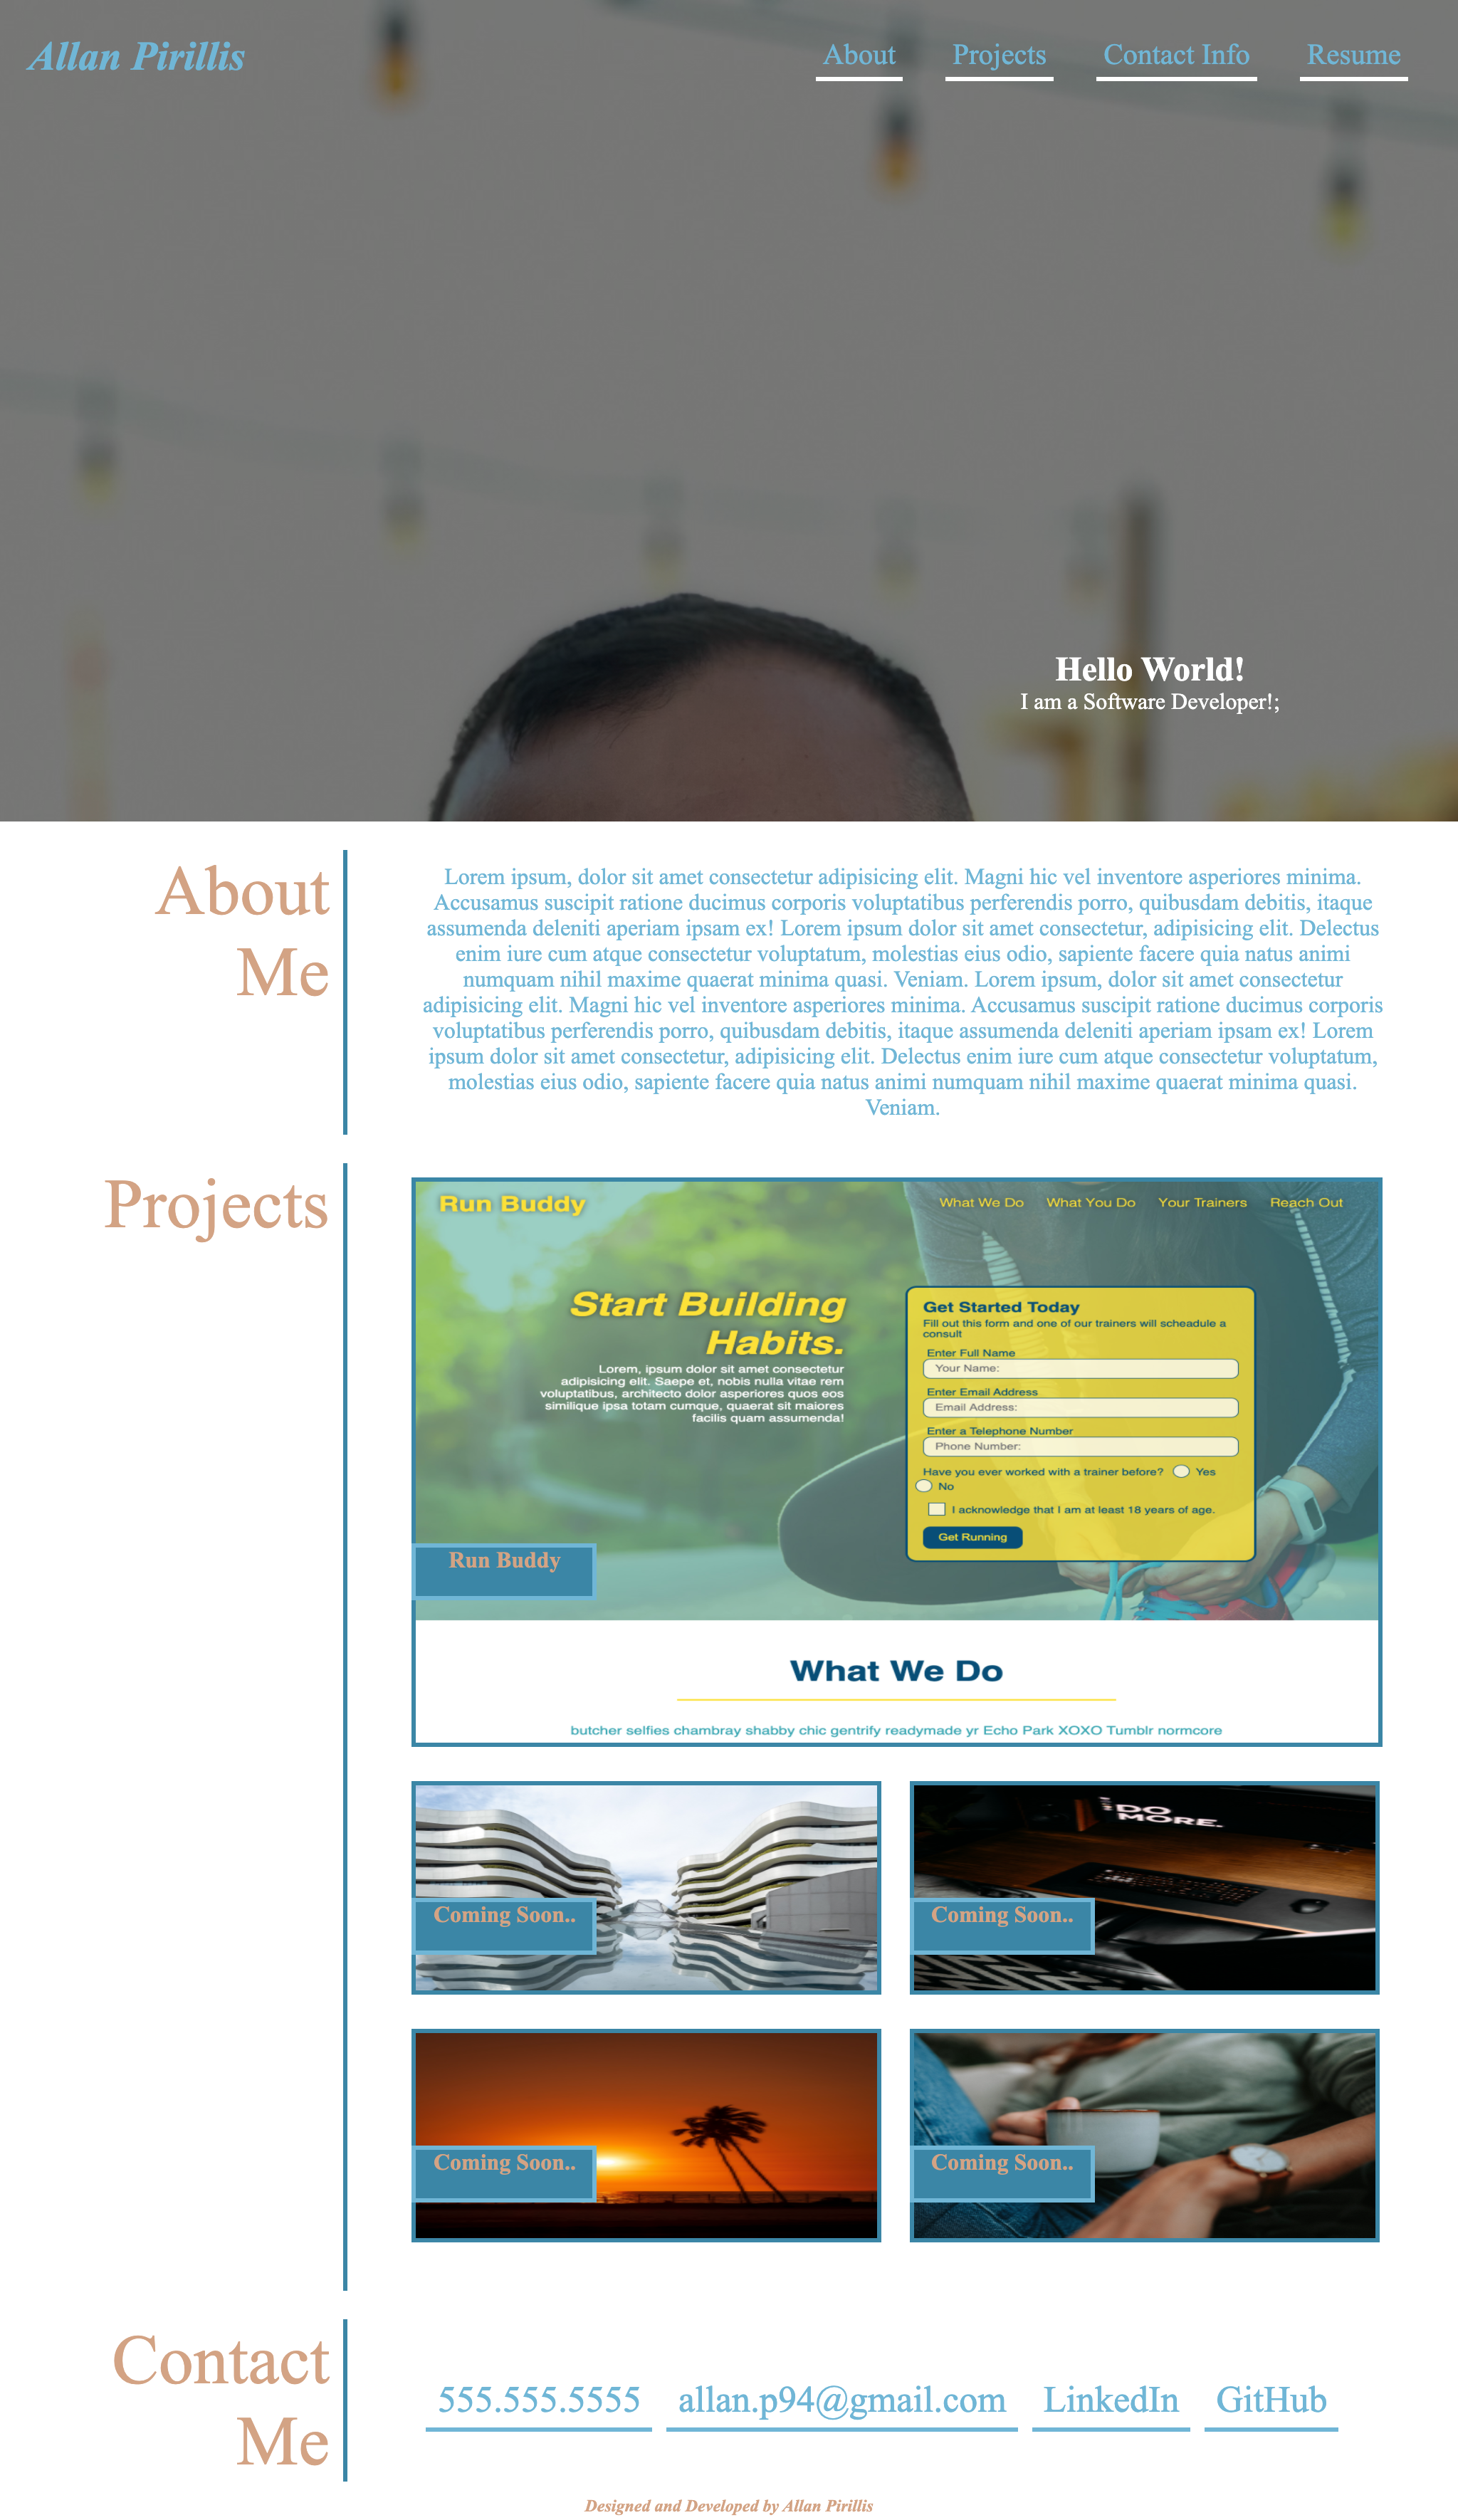 Allan Pirillis
About Projects Contact Info Resume
Hello World!
I am a Software Developer!;
About
Me
Lorem ipsum, dolor sit amet consectetur adipisicing elit. Magni hic vel inventore asperiores minima.
Accusamus suscipit ratione ducimus corporis voluptatibus perferendis porro, quibusdam debitis, itaque
assumenda deleniti aperiam ipsam ex! Lorem ipsum dolor sit amet consectetur, adipisicing elit. Delectus
enim iure cum atque consectetur voluptatum, molestias eius odio, sapiente facere quia natus animi
numquam nihil maxime quaerat minima quasi. Veniam. Lorem ipsum, dolor sit amet consectetur
adipisicing elit. Magni hic vel inventore asperiores minima. Accusamus suscipit ratione ducimus corporis
voluptatibus perferendis porro, quibusdam debitis, itaque assumenda deleniti aperiam ipsam ex! Lorem
ipsum dolor sit amet consectetur, adipisicing elit. Delectus enim iure cum atque consectetur voluptatum,
molestias eius odio, sapiente facere quia natus animi numquam nihil maxime quaerat minima quasi.
Veniam.
Projects
Run Buddy
What We Do What You Do Your Trainers Reach Out
Start Building
Habits.
Lorem, ipsum dolor sit amet consectetur
adipisicing elit. Saepe et, nobis nulla vitae rem
voluptatibus, architecto dolor asperiores quos eos
similique ipsa totam cumque, quaerat sit maiores
facilis quam assumenda!
Get Started Today
Fill out this form and one of our trainers will scheadule a
consult
Enter Full Name
Your Name:
Enter Email Address
Email Address:
Enter a Telephone Number
Phone Number:
Have you ever worked with a trainer before? Yes
No
I acknowledge that I am at least 18 years of age.
Get Running
Run Buddy
What We Do
butcher selfies chambray shabby chic gentrify readymade yr Echo Park XOXO Tumblr normcore
Coming Soon..
DO
MORE.
Coming Soon..
Coming Soon..
Coming Soon..
Contact
Me
555.555.5555 allan.p94@gmail.com LinkedIn GitHub
Designed and Developed by Allan Pirillis